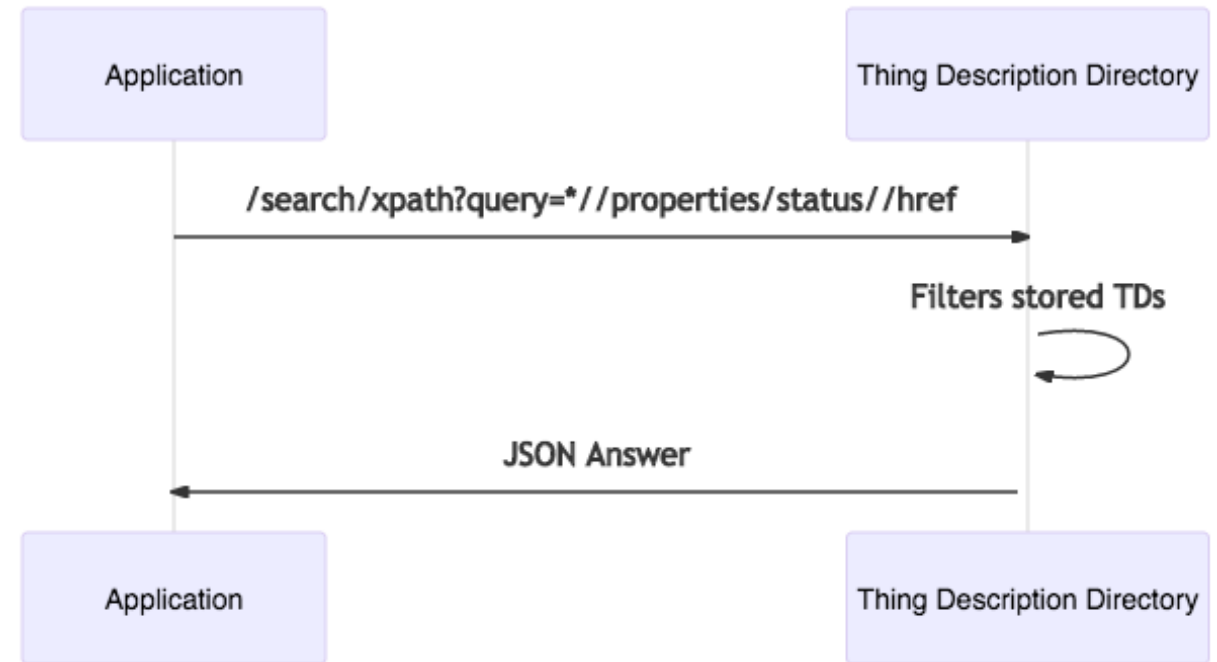 Application
Thing Description Directory
/search/xpath?query=*//properties/status//href
Filters stored TDs
JSON Answer
Application
Thing Description Directory